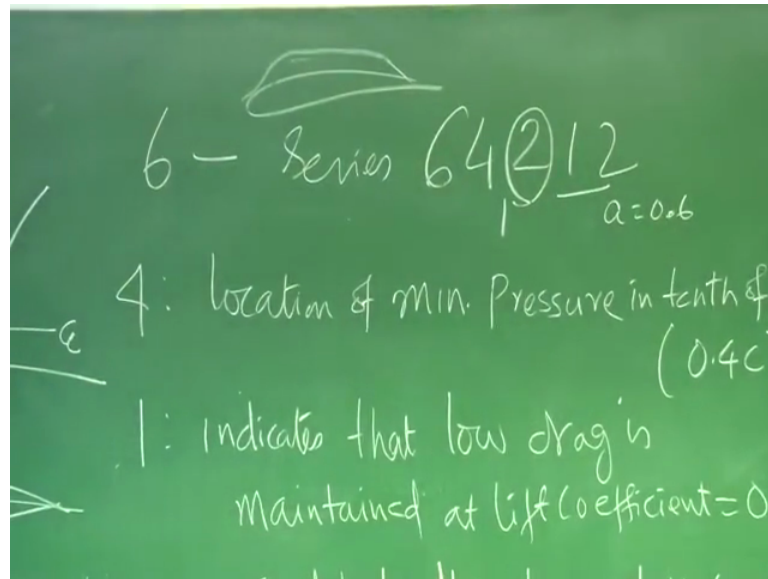 6 – Series 64212
1
a=0.6
4: location of min. Pressure in tenth of
(0.4C
1: indicates that low drag is
maintained at lift coefficient = 0